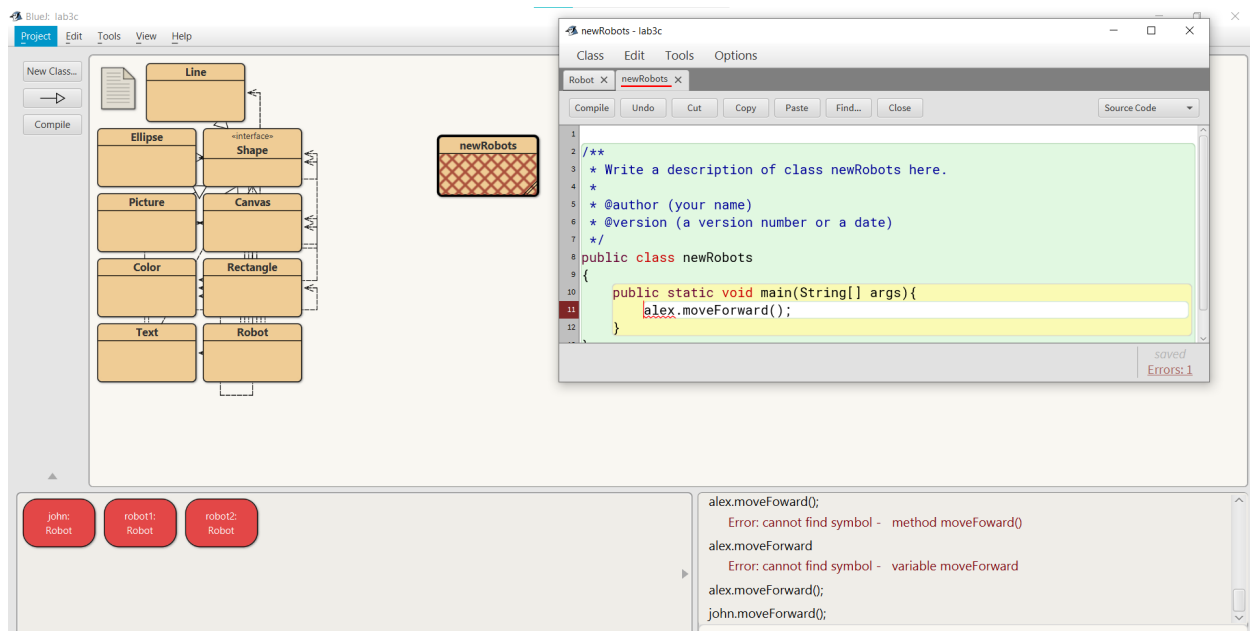 BlueJ: lab3c
Project Edit Tools View Help
New Class...
Compile
Line
Ellipse
«interface»
Shape
Picture
Canvas
Color
Rectangle
Text
Robot
newRobots
newRobots - lab3c
Class Edit Tools Options
Robot X newRobots X
Compile Undo Cut Copy Paste Find... Close Source Code
1
2 /**
3 * Write a description of class newRobots here.
4 *
5 * @author (your name)
6 * @version (a version number or a date)
7 */
8 public class newRobots
9 {
10 public static void main(String[] args){
11 alex.moveForward();
12 }
saved
Errors: 1
john:
Robot
robot1:
Robot
robot2:
Robot
alex.moveFoward();
Error: cannot find symbol - method moveFoward()
alex.moveForward
Error: cannot find symbol - variable moveForward
alex.moveForward();
john.moveForward();